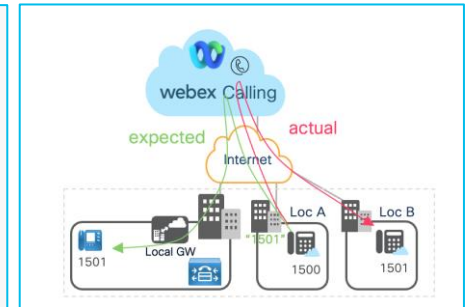 webex Calling
expected
actual
Internet
Loc A
Loc B
"1501"
Local GW
1501
1500
1501